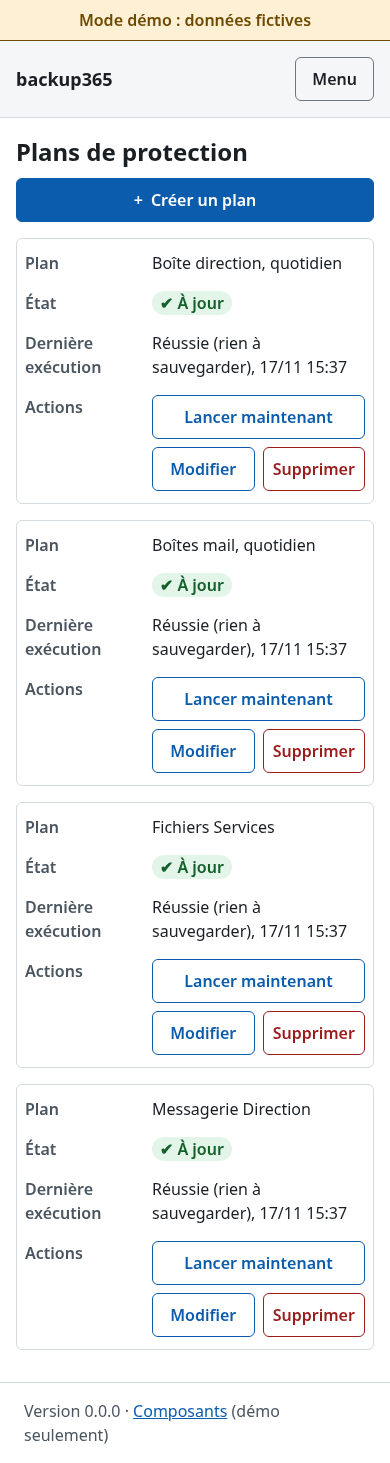 Mode démo : données fictives
backup365
Menu
Plans de protection
+ Créer un plan
Plan
Boîte direction, quotidien
État
✔ À jour
Dernière exécution
Réussie (rien à
sauvegarder), 17/11 15:37
Actions
Lancer maintenant
Modifier
Supprimer
Plan
Boîtes mail, quotidien
État
✔ À jour
Dernière exécution
Réussie (rien à
sauvegarder), 17/11 15:37
Actions
Lancer maintenant
Modifier
Supprimer
Plan
Fichiers Services
État
✔ À jour
Dernière exécution
Réussie (rien à
sauvegarder), 17/11 15:37
Actions
Lancer maintenant
Modifier
Supprimer
Plan
Messagerie Direction
État
✔ À jour
Dernière exécution
Réussie (rien à
sauvegarder), 17/11 15:37
Actions
Lancer maintenant
Modifier
Supprimer
Version 0.0.0 · Composants (démo
seulement)